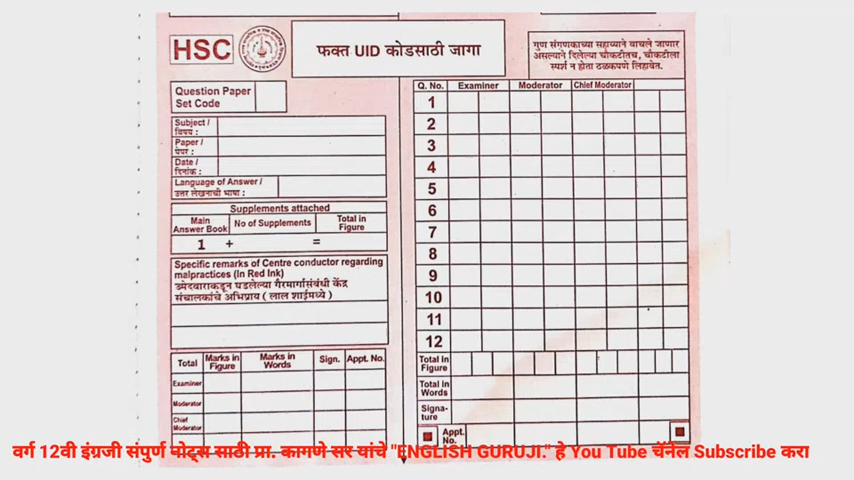 HSC
फक्त UID कोडसाठी जागा
गुण संगणकाच्या सहाय्याने वाचले जाणार
असल्याने दिलेल्या चौकटीतच, चौकटीला
स्पर्श न होता ठळकपणे लिहावेत.
Question Paper
Set Code
Subject /
विषय :
Paper /
पेपर :
Date /
दिनांक :
Language of Answer /
उत्तर लेखनाची भाषा :
Supplements attached
Main
Answer Book
No of Supplements
Total in
Figure
1 + =
Specific remarks of Centre conductor regarding
malpractices (In Red Ink)
उमेदवाराकडून घडलेल्या गैरमार्गासंबंधी केंद्र
संचालकांचे अभिप्राय ( लाल शाईमध्ये )
Total
Marks in
Figure
Marks in
Words
Sign.
Appt. No.
Examiner
Moderator
Chief
Moderator
Q. No. Examiner Moderator Chief Moderator
1
2
3
4
5
6
7
8
9
10
11
12
Total in
Figure
Total in
Words
Signa-
ture
Appt.
No.
वर्ग 12वी इंग्रजी संपुर्ण नोट्स साठी प्रा. कागणे सर यांचे "ENGLISH GURUJI." हे You Tube चॅनेल Subscribe करा